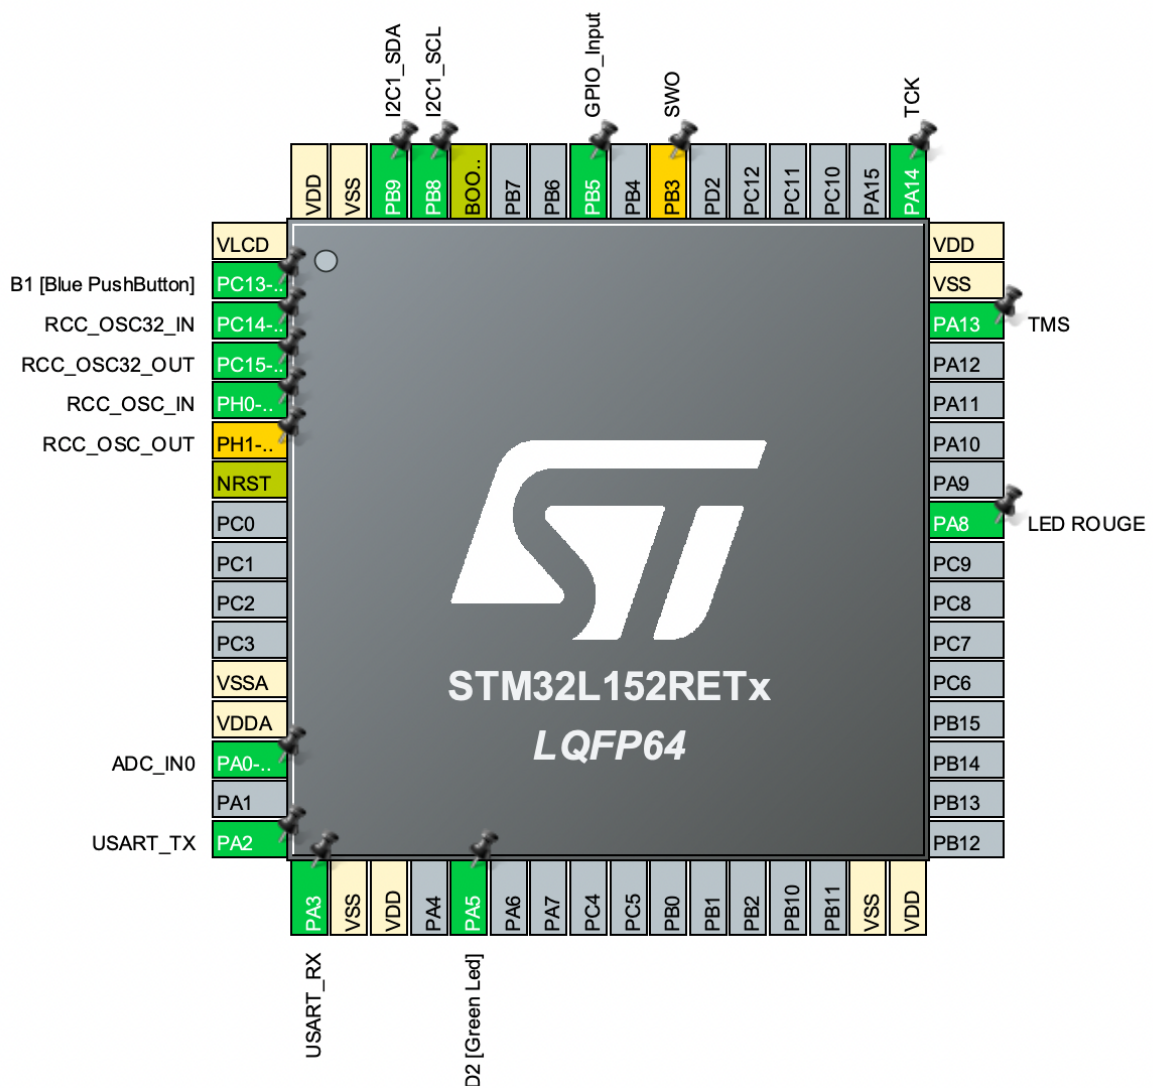 I2C1_SDA
I2C1_SCL
GPIO_Input
SWO
TCK
VDD
VSS
PB9
PB8
BOO..
PB7
PB6
PB5
PB4
PB3
PD2
PC12
PC11
PC10
PA15
PA14
VLCD
B1 [Blue PushButton] PC13-..
RCC_OSC32_IN PC14-..
RCC_OSC32_OUT PC15-..
RCC_OSC_IN PH0-..
RCC_OSC_OUT PH1-..
NRST
PC0
PC1
PC2
PC3
VSSA
VDDA
ADC_IN0 PA0-..
PA1
USART_TX PA2
ST
STM32L152RETx
LQFP64
VDD
VSS
PA13 TMS
PA12
PA11
PA10
PA9
PA8 LED ROUGE
PC9
PC8
PC7
PC6
PB15
PB14
PB13
PB12
PA3
VSS
VDD
PA4
PA5
PA6
PA7
PC4
PC5
PB0
PB1
PB2
PB10
PB11
VSS
VDD
USART_RX
D2 [Green Led]